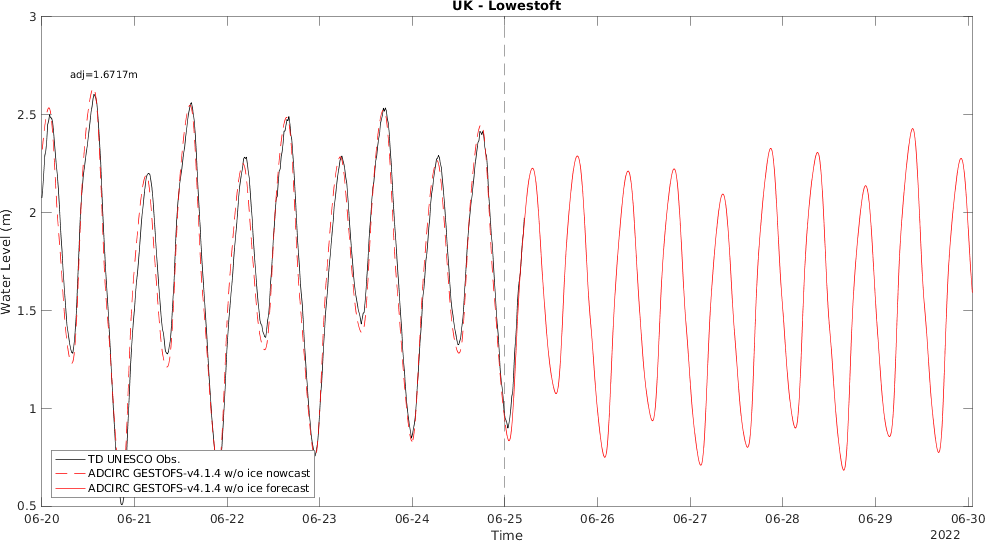 UK - Lowestoft
3
adj=1.6717m
2.5
2
Water Level (m)
1.5
1
TD UNESCO Obs.
ADCIRC GESTOFS-v4.1.4 w/o ice nowcast
ADCIRC GESTOFS-v4.1.4 w/o ice forecast
0.5
06-20 06-21 06-22 06-23 06-24 06-25 06-26 06-27 06-28 06-29 06-30
Time
2022